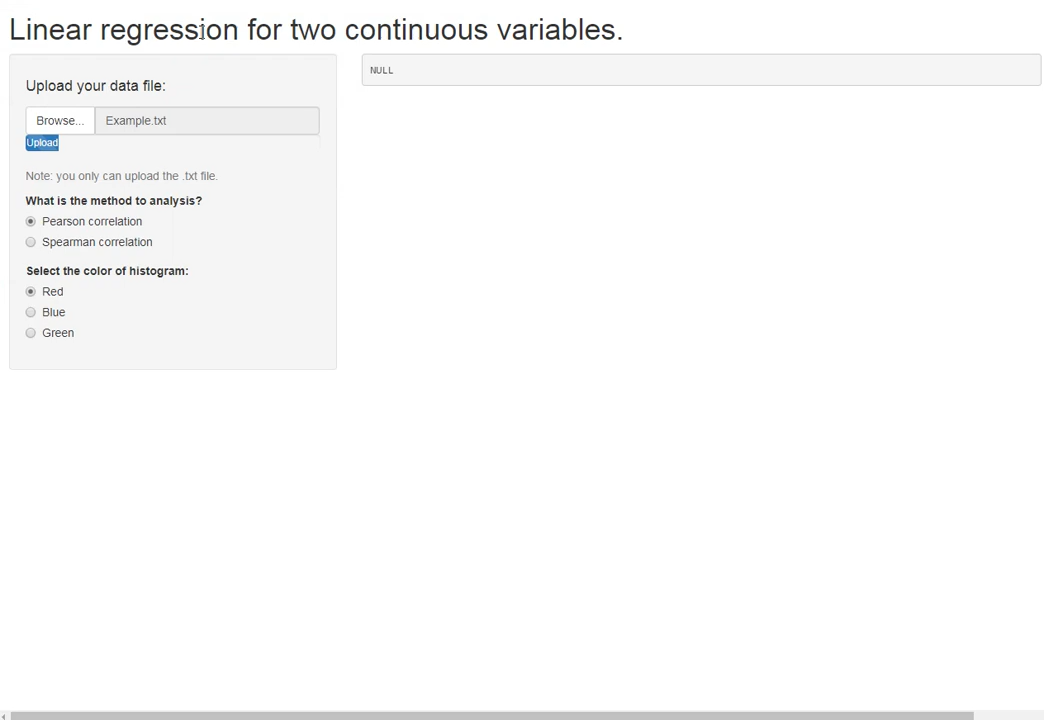 Linear regression for two continuous variables.
Upload your data file:
Browse... Example.txt
Upload
Note: you only can upload the .txt file.
What is the method to analysis?
Pearson correlation
Spearman correlation
Select the color of histogram:
Red
Blue
Green
NULL